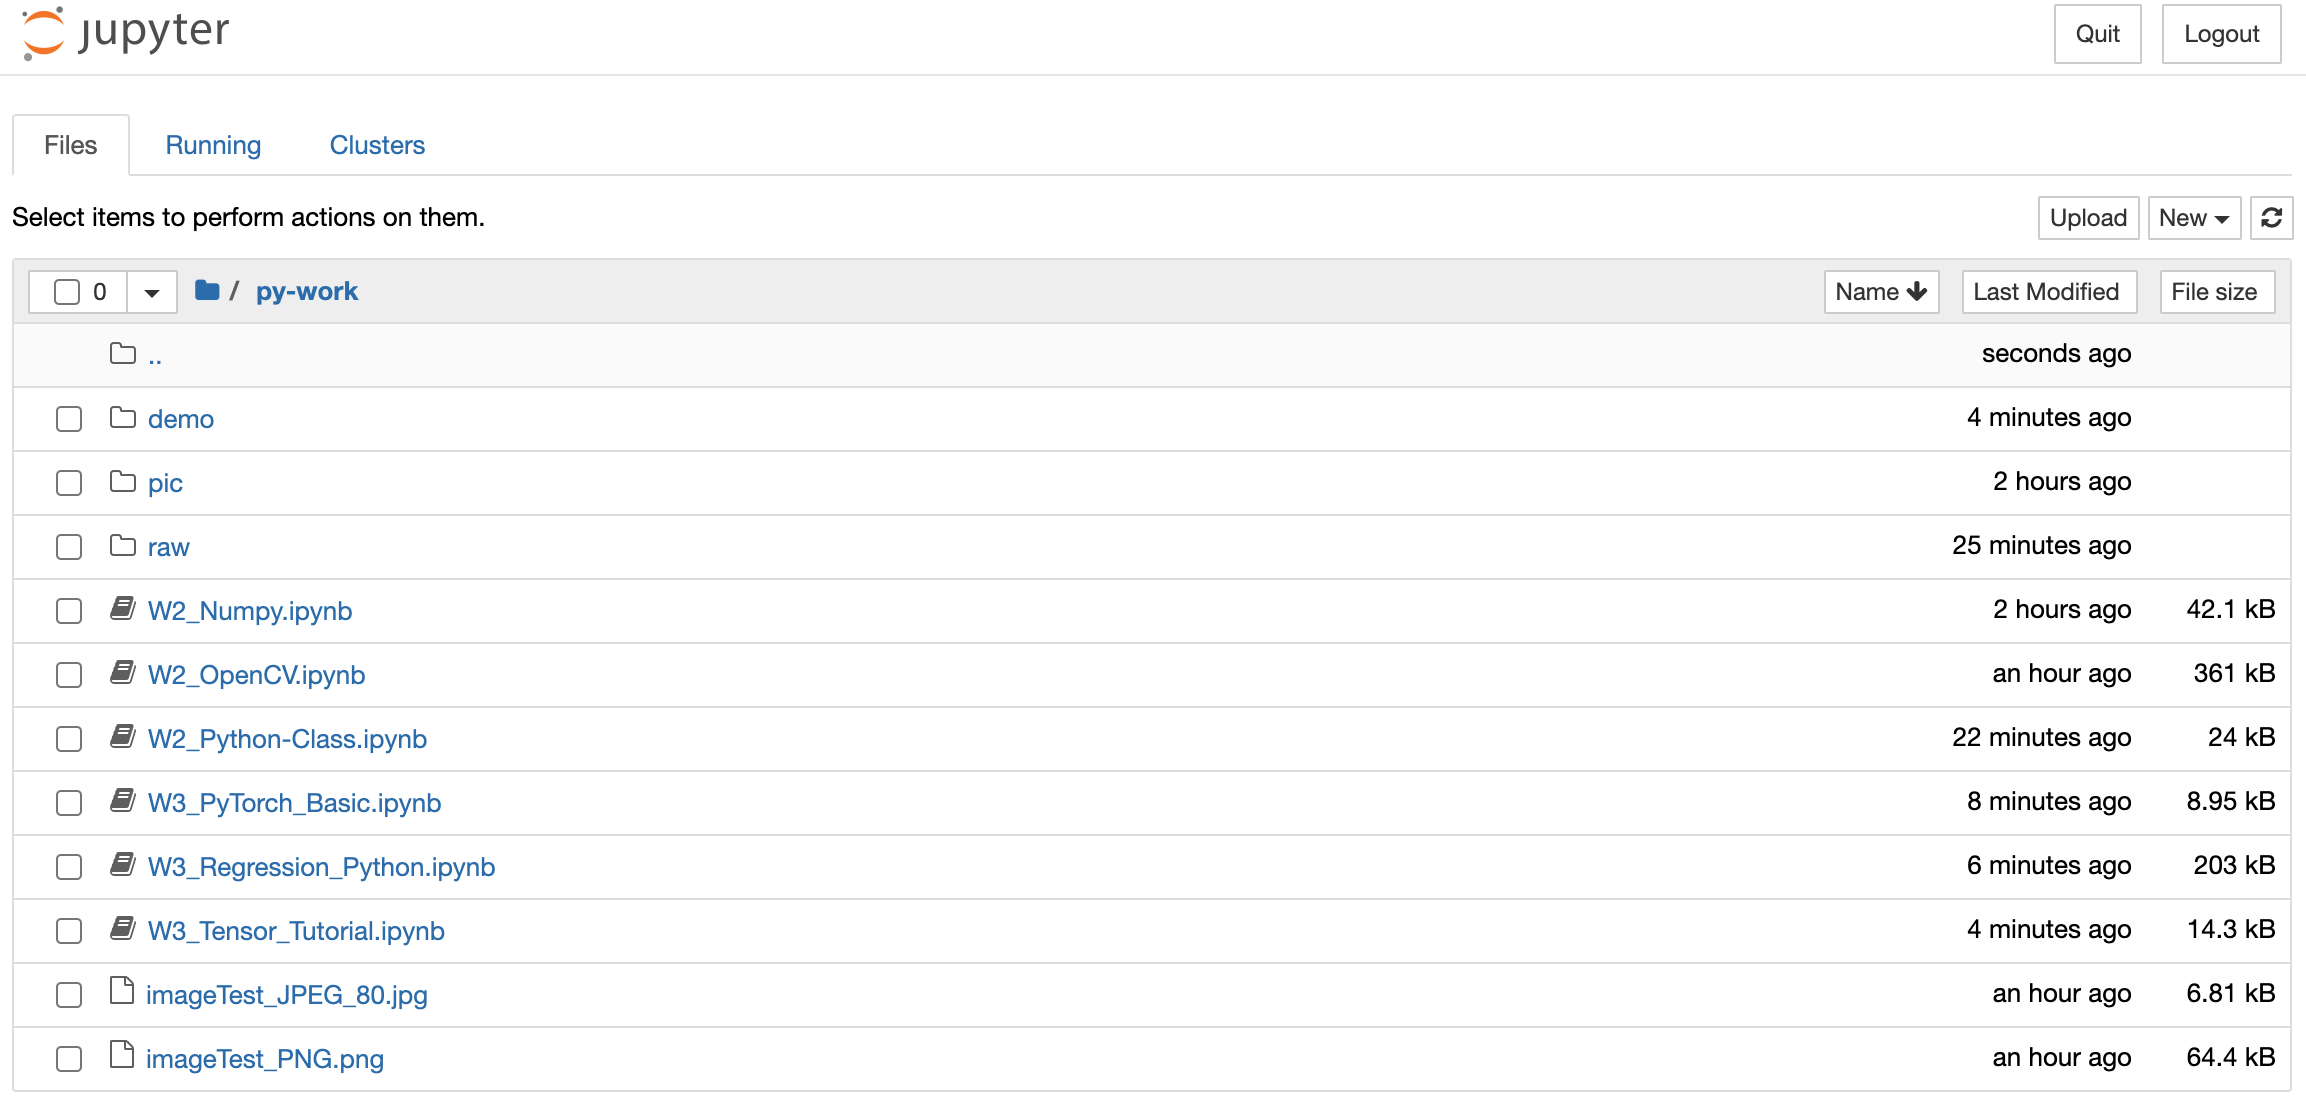 jupyter Quit Logout
Files Running Clusters
Select items to perform actions on them. Upload New
0 / py-work Name Last Modified File size
.. seconds ago
demo 4 minutes ago
pic 2 hours ago
raw 25 minutes ago
W2_Numpy.ipynb 2 hours ago 42.1 kB
W2_OpenCV.ipynb an hour ago 361 kB
W2_Python-Class.ipynb 22 minutes ago 24 kB
W3_PyTorch_Basic.ipynb 8 minutes ago 8.95 kB
W3_Regression_Python.ipynb 6 minutes ago 203 kB
W3_Tensor_Tutorial.ipynb 4 minutes ago 14.3 kB
imageTest_JPEG_80.jpg an hour ago 6.81 kB
imageTest_PNG.png an hour ago 64.4 kB